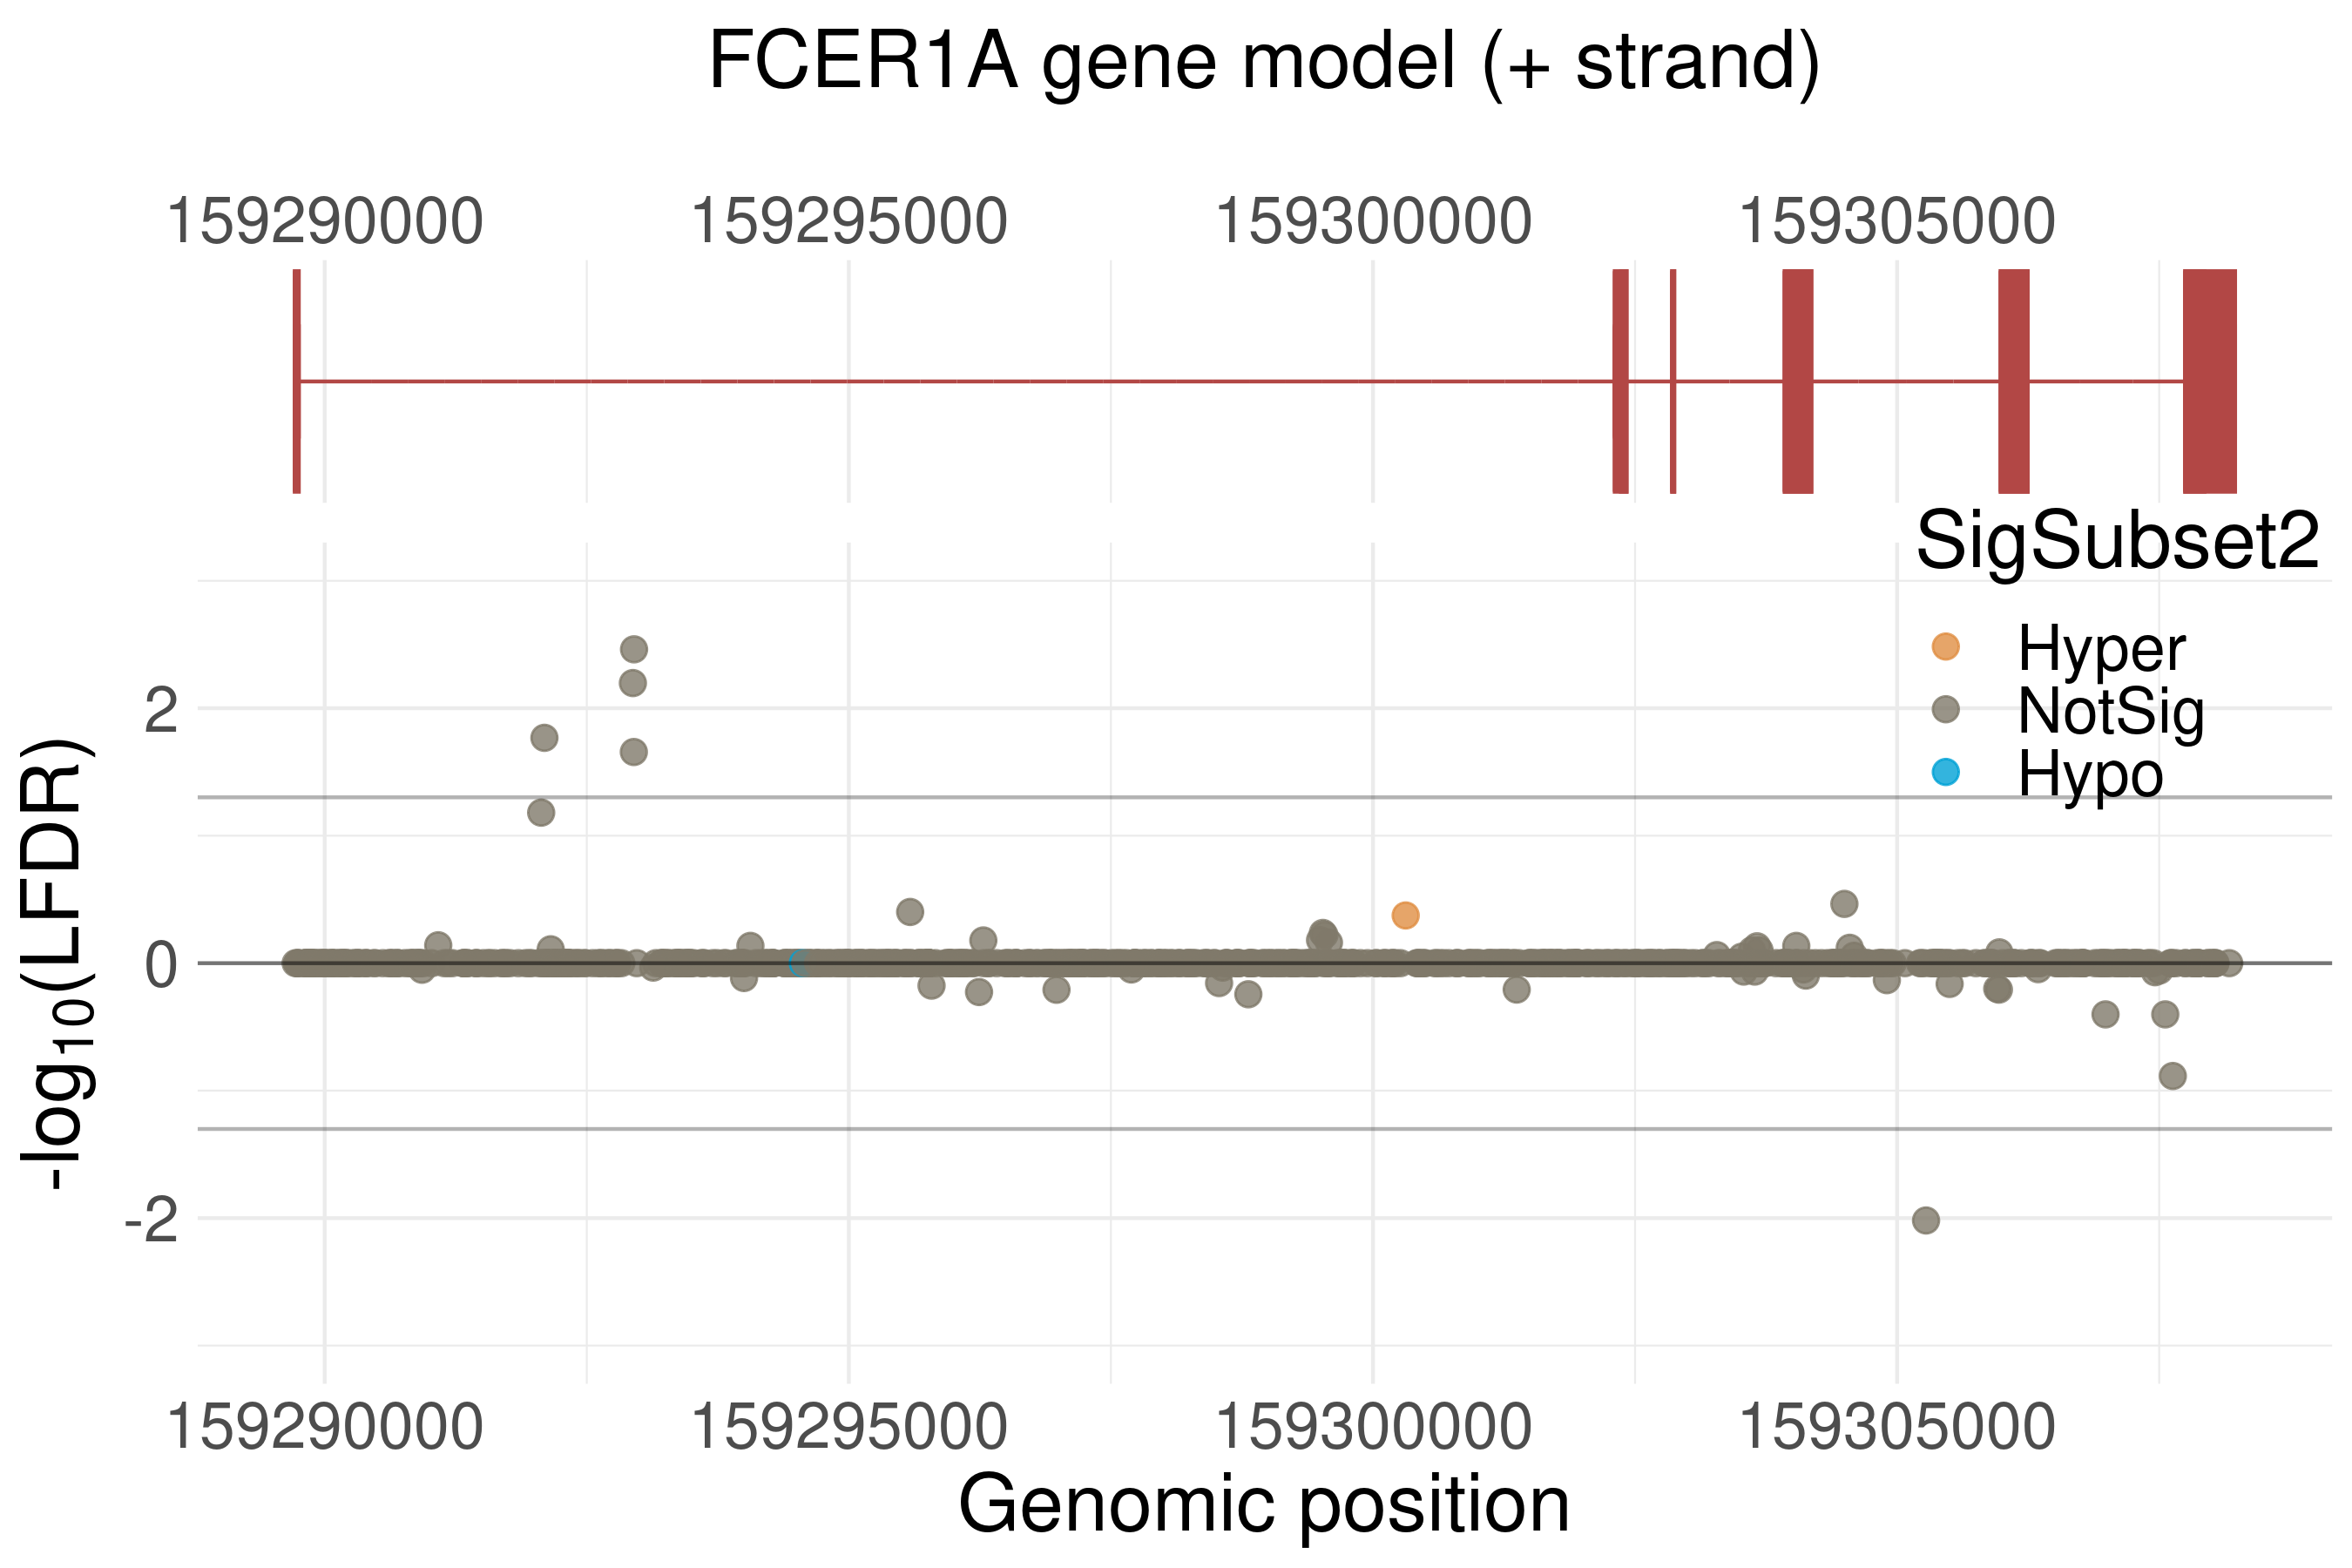 FCER1A gene model (+ strand)
159290000 159295000 159300000 159305000
SigSubset2
Hyper
NotSig
Hypo
2
0
-2
-log10(LFDR)
159290000 159295000 159300000 159305000
Genomic position